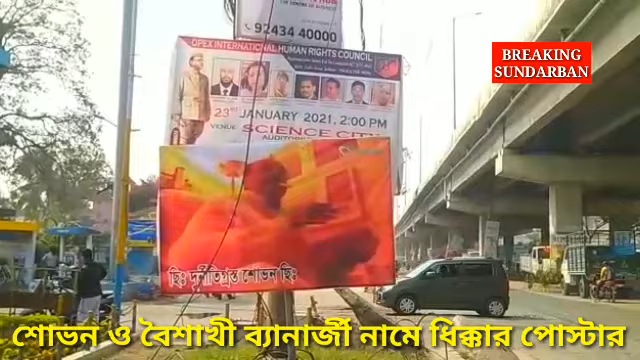 92434 40000
BREAKING
SUNDARBAN
OPEX INTERNATIONAL HUMAN RIGHTS COUNCIL
23rd JANUARY 2021, 2:00 PM
VENUE SCIENCE CITY
AUDITORIUM
ছিঃ দুর্নীতিগ্রস্ত শোভন ছিঃ
শোভন ও বৈশাখী ব্যানার্জী নামে ধিক্কার পোস্টার